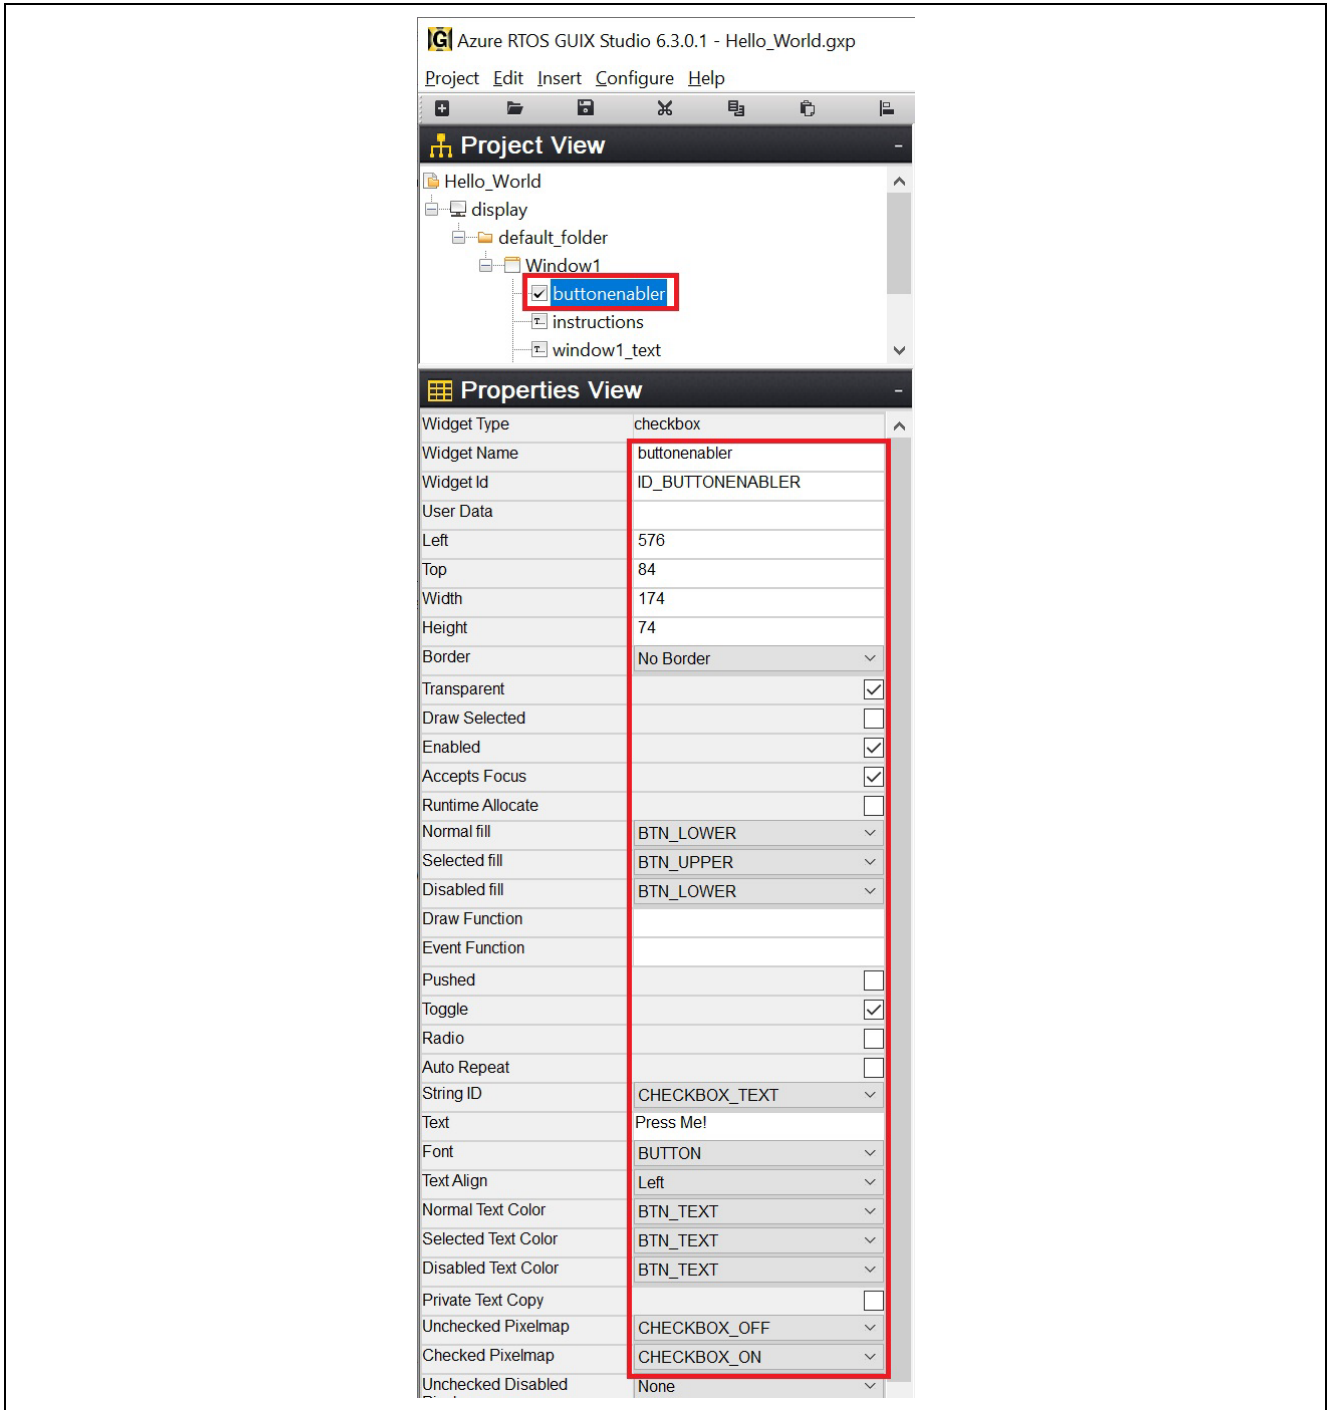 Azure RTOS GUIX Studio 6.3.0.1 - Hello_World.gxp
Project Edit Insert Configure Help
Project View
Hello_World
display
default_folder
Window1
buttonenabler
instructions
window1_text
Properties View
Widget Type checkbox
Widget Name buttonenabler
Widget Id ID_BUTTONENABLER
User Data
Left 576
Top 84
Width 174
Height 74
Border No Border
Transparent
Draw Selected
Enabled
Accepts Focus
Runtime Allocate
Normal fill BTN_LOWER
Selected fill BTN_UPPER
Disabled fill BTN_LOWER
Draw Function
Event Function
Pushed
Toggle
Radio
Auto Repeat
String ID CHECKBOX_TEXT
Text Press Me!
Font BUTTON
Text Align Left
Normal Text Color BTN_TEXT
Selected Text Color BTN_TEXT
Disabled Text Color BTN_TEXT
Private Text Copy
Unchecked Pixelmap CHECKBOX_OFF
Checked Pixelmap CHECKBOX_ON
Unchecked Disabled None